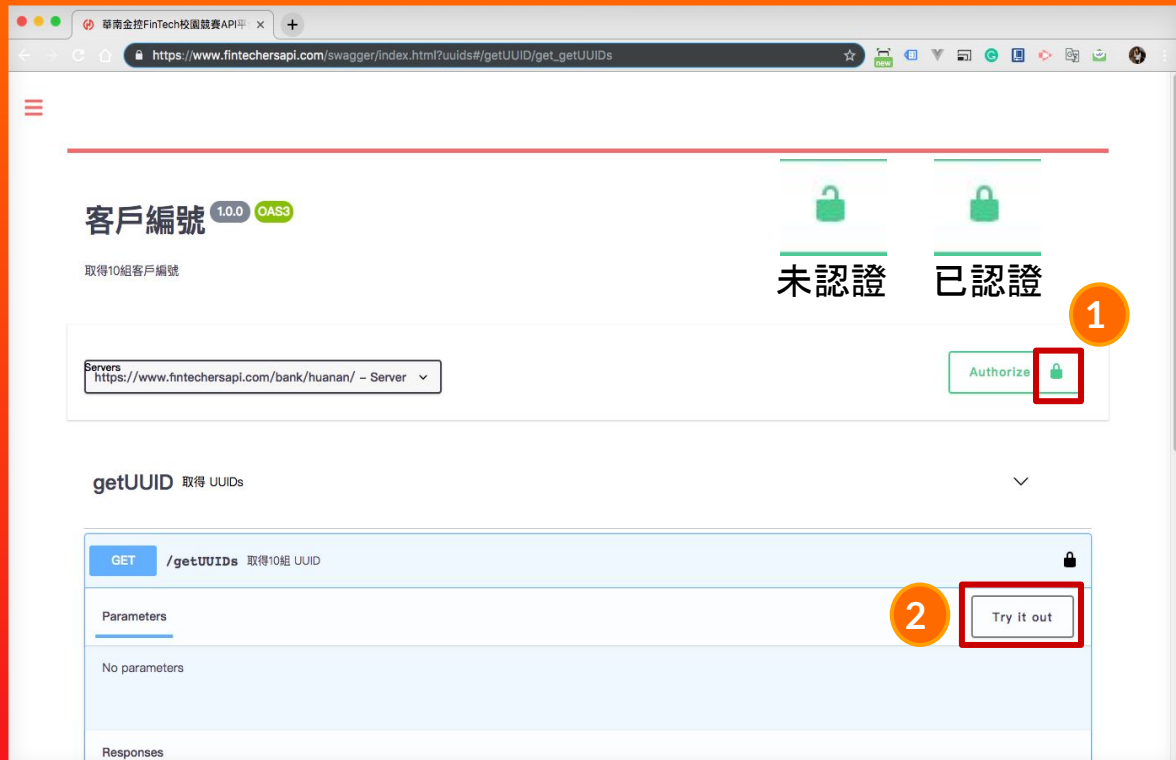 華南金控FinTech校園競賽API平
https://www.fintechersapi.com/swagger/index.html?uuids#/getUUID/get_getUUIDs
new
客戶編號 1.0.0 OAS3
取得10組客戶編號
未認證 已認證
1
Servers
https://www.fintechersapi.com/bank/huanan/ – Server
Authorize
getUUID 取得 UUIDs
GET /getUUIDs 取得10組 UUID
Parameters
2
Try it out
No parameters
Responses